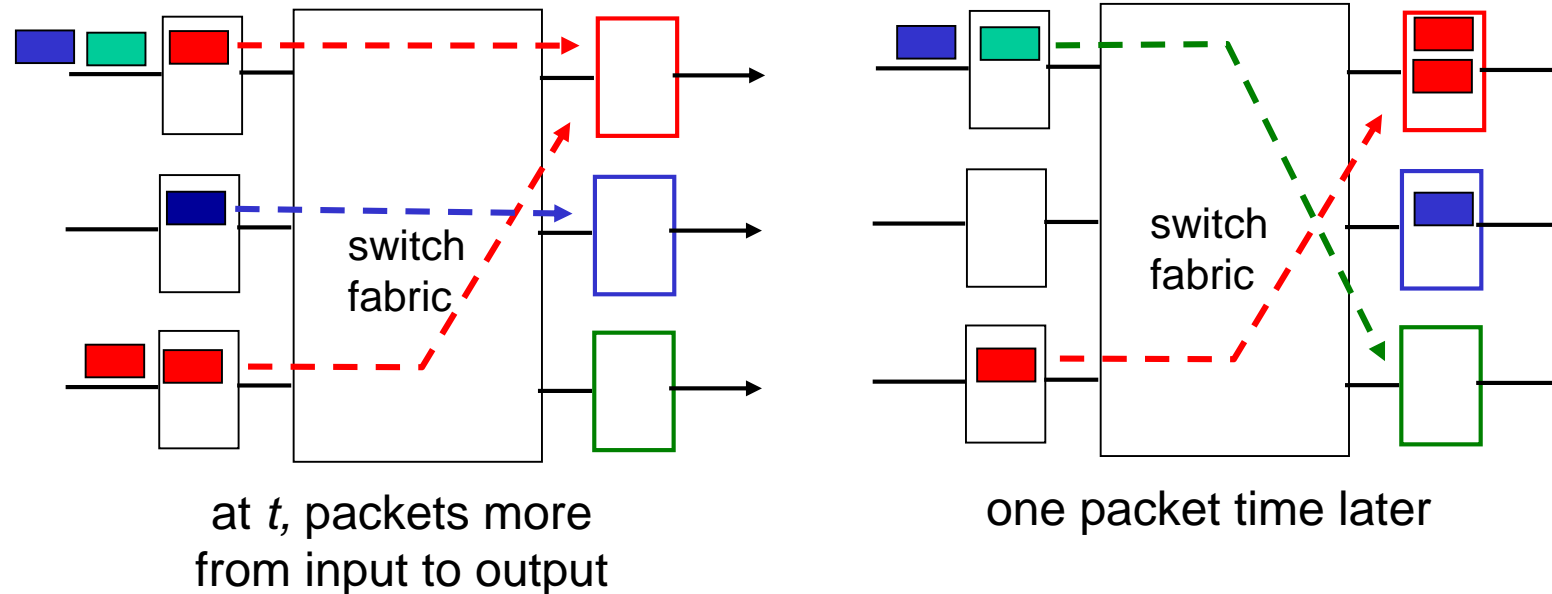 switch
fabric
at t, packets more
from input to output
switch
fabric
one packet time later